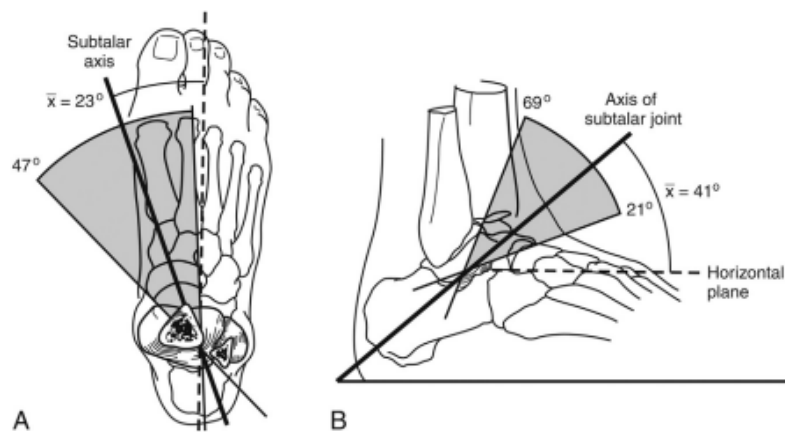 Subtalar
axis
x̄ = 23°
47°
A
69°
Axis of
subtalar joint
21°
x̄ = 41°
Horizontal
plane
B